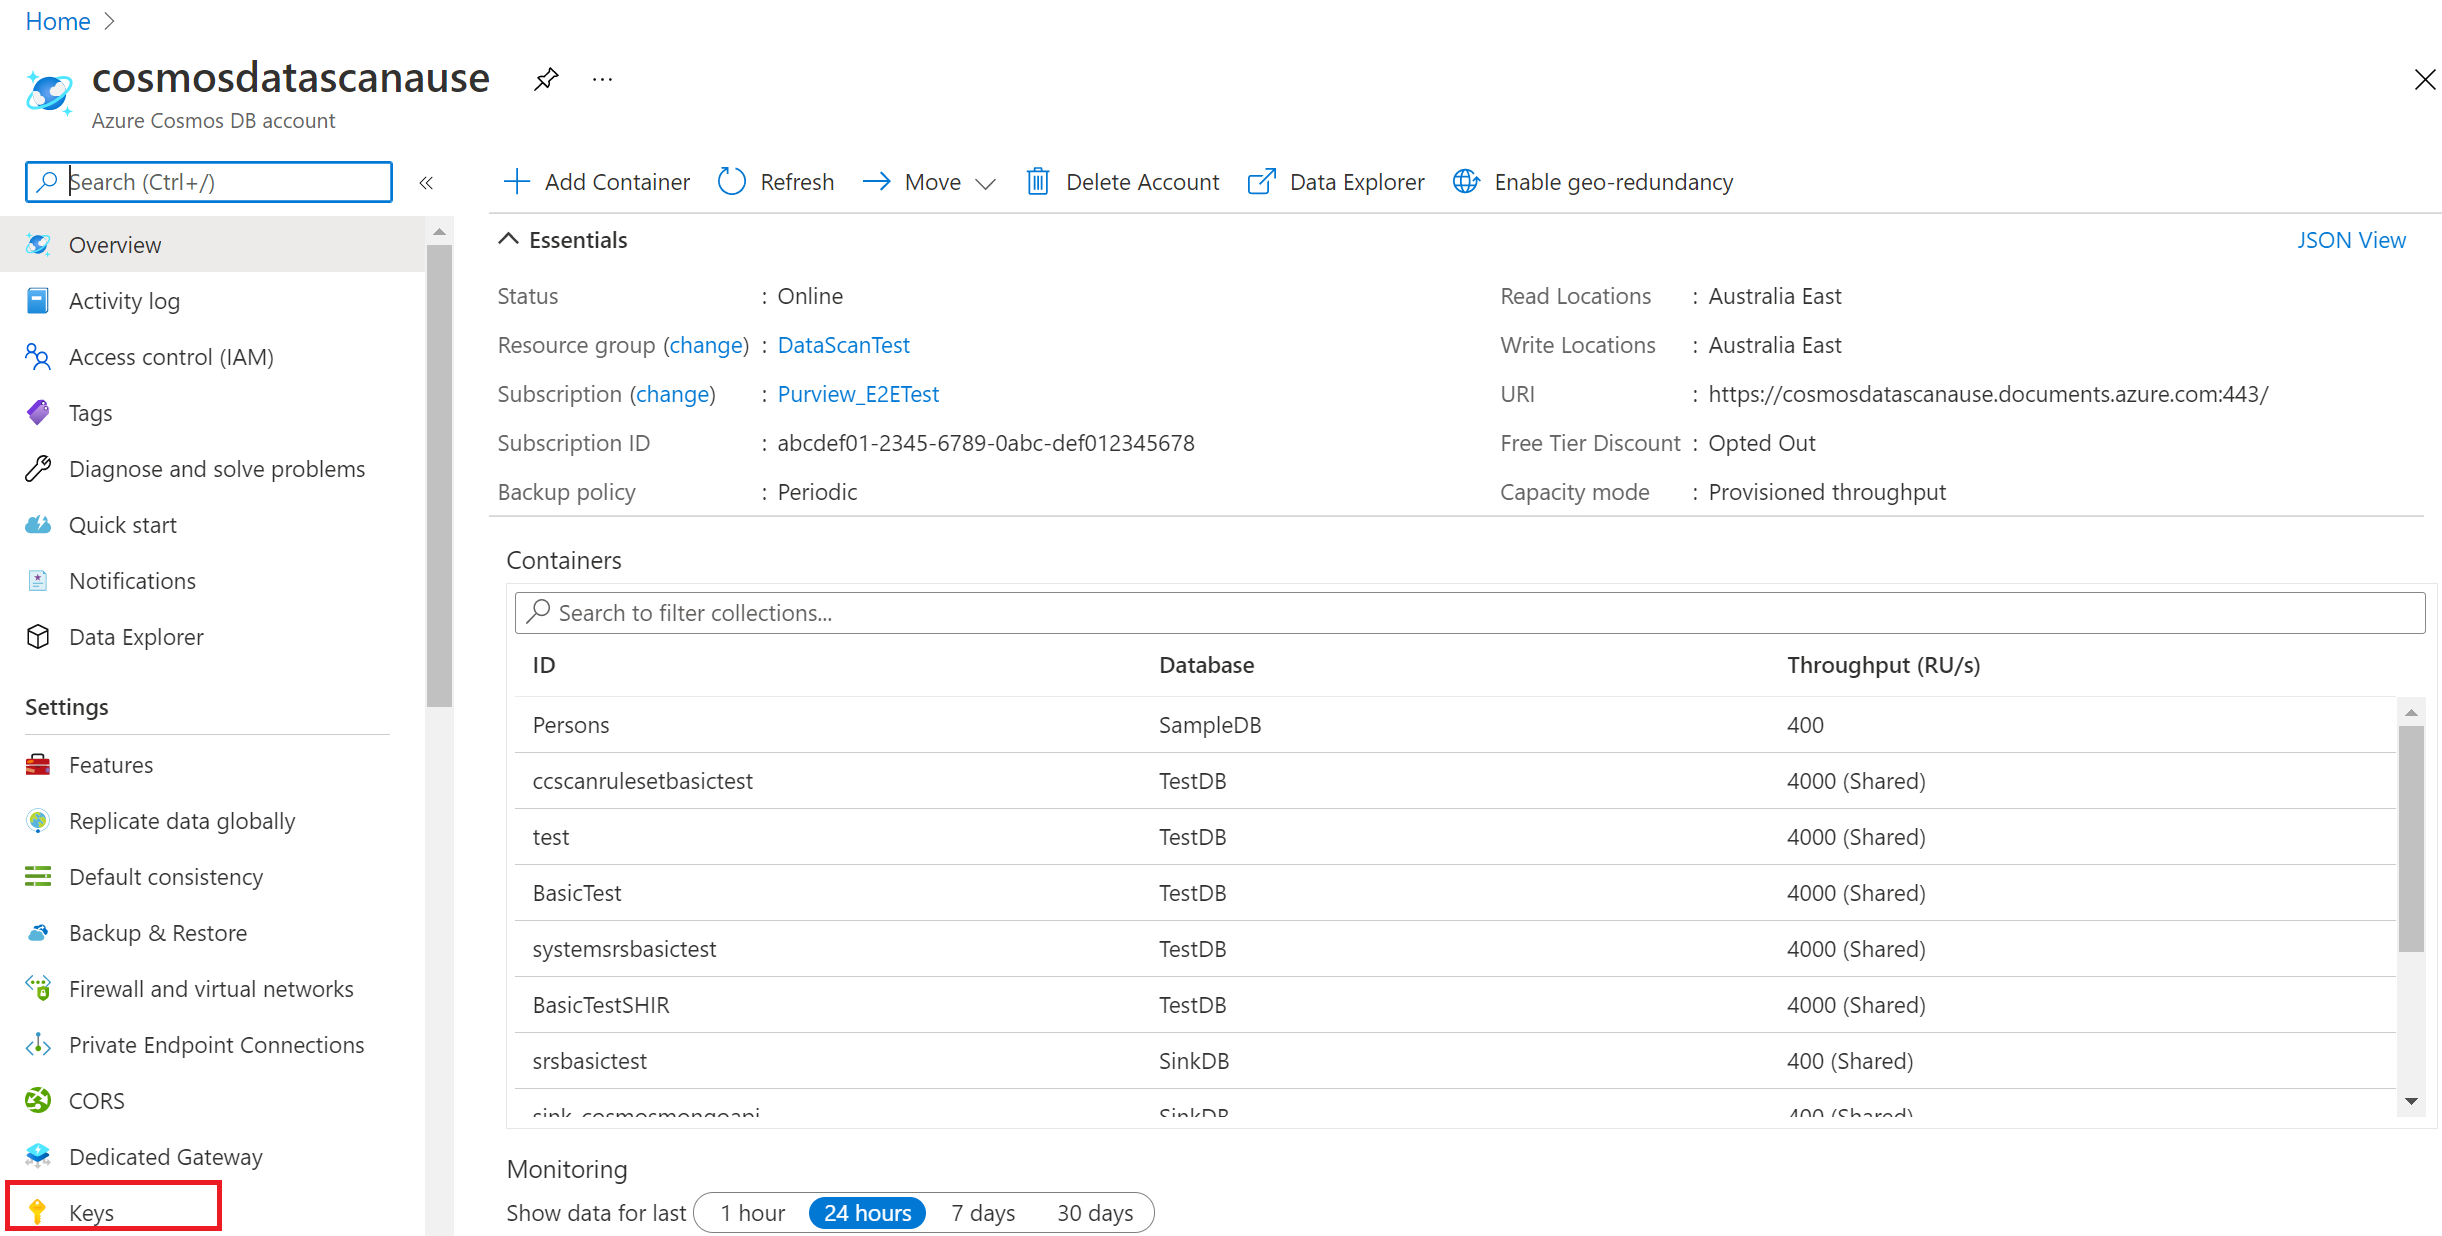 Home
cosmosdatascanause
Azure Cosmos DB account
Search (Ctrl+/)
Add Container Refresh Move Delete Account Data Explorer Enable geo-redundancy
Overview
Activity log
Access control (IAM)
Tags
Diagnose and solve problems
Quick start
Notifications
Data Explorer
Settings
Features
Replicate data globally
Default consistency
Backup & Restore
Firewall and virtual networks
Private Endpoint Connections
CORS
Dedicated Gateway
Keys
Essentials JSON View
Status : Online
Resource group (change) : DataScanTest
Subscription (change) : Purview_E2ETest
Subscription ID : abcdef01-2345-6789-0abc-def012345678
Backup policy : Periodic
Read Locations : Australia East
Write Locations : Australia East
URI : https://cosmosdatascanause.documents.azure.com:443/
Free Tier Discount : Opted Out
Capacity mode : Provisioned throughput
Containers
Search to filter collections...
ID Database Throughput (RU/s)
Persons SampleDB 400
ccscanrulesetbasictest TestDB 4000 (Shared)
test TestDB 4000 (Shared)
BasicTest TestDB 4000 (Shared)
systemsrsbasictest TestDB 4000 (Shared)
BasicTestSHIR TestDB 4000 (Shared)
srsbasictest SinkDB 400 (Shared)
sink_cosmosmongoapi SinkDB 400 (Shared)
Monitoring
Show data for last 1 hour 24 hours 7 days 30 days